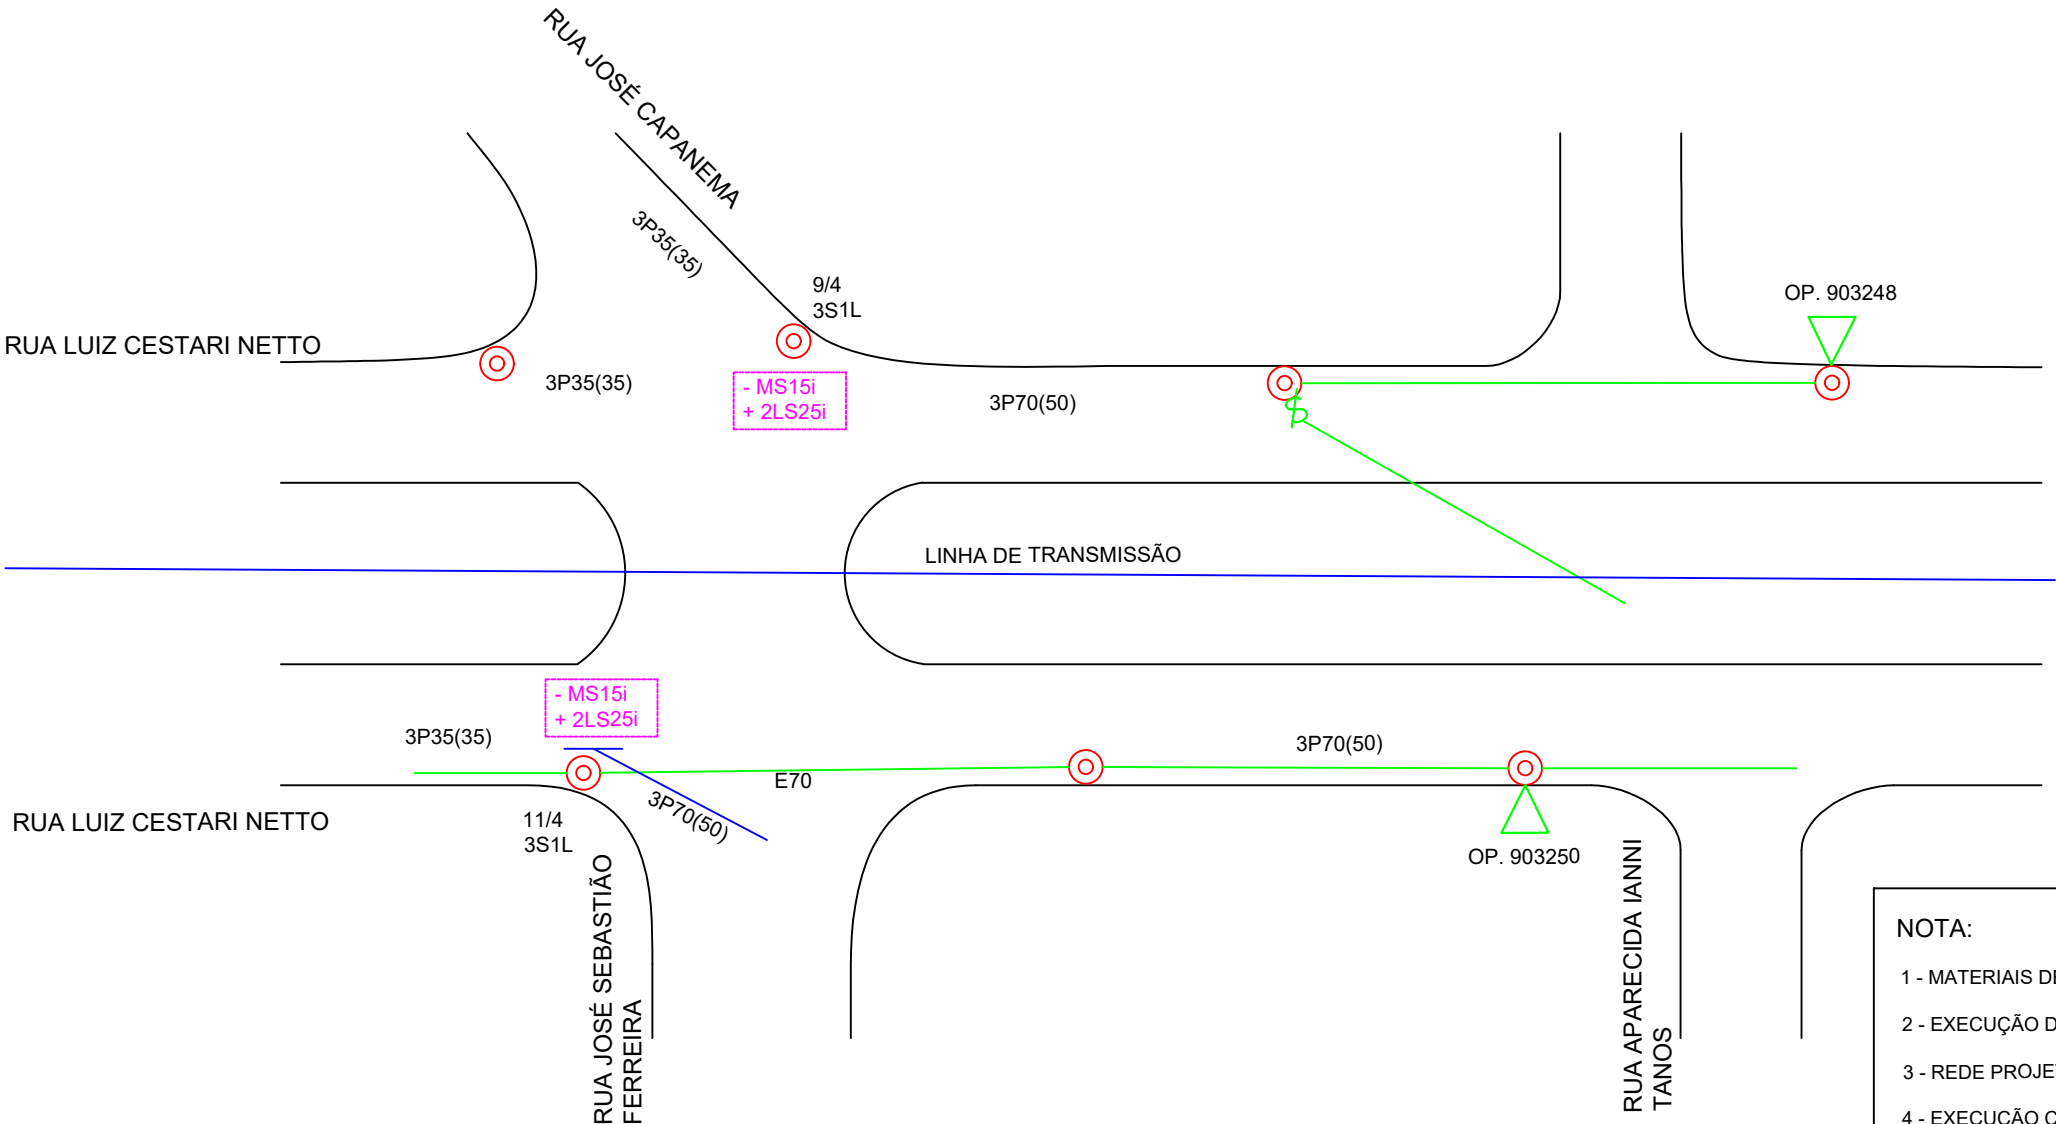 RUA JOSÉ CAPANEMA
3P35(35)
9/4
3S1L
OP. 903248
RUA LUIZ CESTARI NETTO
3P35(35)
- MS15i
+ 2LS25i
3P70(50)
LINHA DE TRANSMISSÃO
- MS15i
+ 2LS25i
3P35(35)
3P70(50)
E70
3P70(50)
RUA LUIZ CESTARI NETTO
11/4
3S1L
OP. 903250
RUA JOSÉ SEBASTIÃO
FERREIRA
RUA APARECIDA IANNI
TANOS
NOTA:
1 - MATERIAIS DE
2 - EXECUÇÃO D
3 - REDE PROJE
4 - EXECUÇÃO